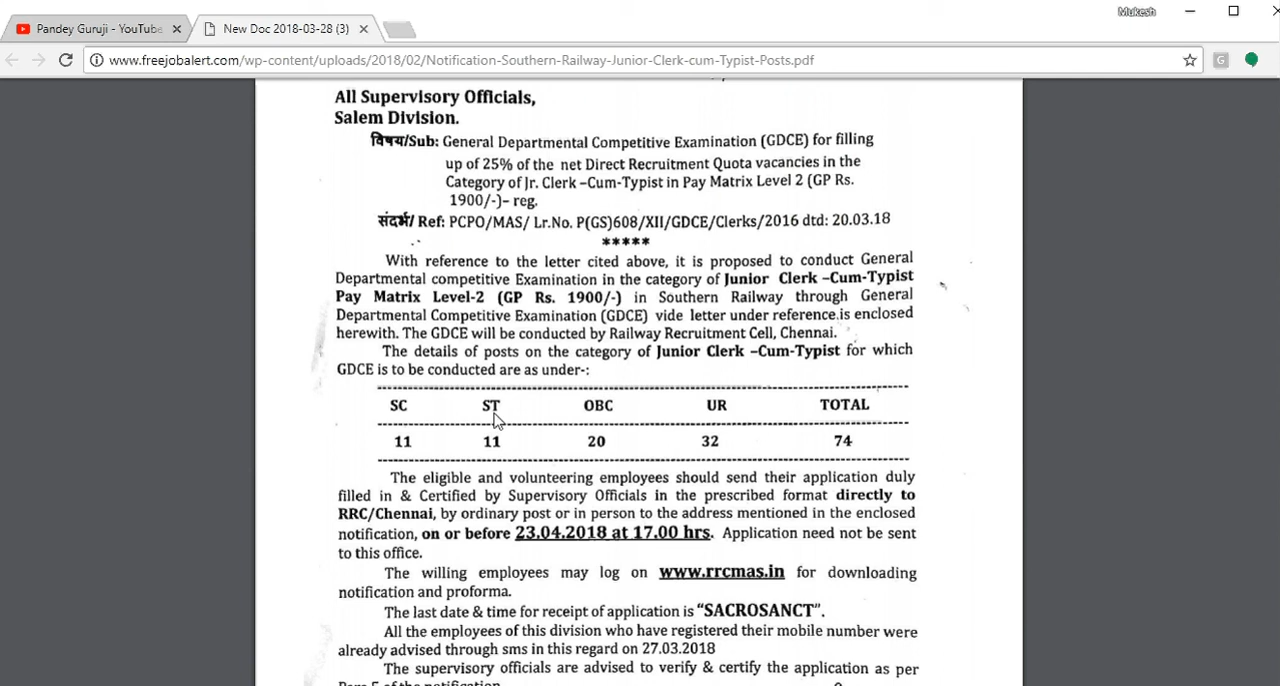 Mukesh
Pandey Guruji - YouTube
New Doc 2018-03-28 (3)
www.freejobalert.com/wp-content/uploads/2018/02/Notification-Southern-Railway-Junior-Clerk-cum-Typist-Posts.pdf
All Supervisory Officials,
Salem Division.
विषय/Sub: General Departmental Competitive Examination (GDCE) for filling
up of 25% of the net Direct Recruitment Quota vacancies in the
Category of Jr. Clerk –Cum-Typist in Pay Matrix Level 2 (GP Rs.
1900/-)– reg.
संदर्भ/ Ref: PCPO/MAS/ Lr.No. P(GS)608/XII/GDCE/Clerks/2016 dtd: 20.03.18
*****
With reference to the letter cited above, it is proposed to conduct General
Departmental competitive Examination in the category of Junior Clerk –Cum-Typist
Pay Matrix Level-2 (GP Rs. 1900/-) in Southern Railway through General
Departmental Competitive Examination (GDCE) vide letter under reference is enclosed
herewith. The GDCE will be conducted by Railway Recruitment Cell, Chennai.
The details of posts on the category of Junior Clerk –Cum-Typist for which
GDCE is to be conducted are as under-:
SC ST OBC UR TOTAL
11 11 20 32 74
The eligible and volunteering employees should send their application duly
filled in & Certified by Supervisory Officials in the prescribed format directly to
RRC/Chennai, by ordinary post or in person to the address mentioned in the enclosed
notification, on or before 23.04.2018 at 17.00 hrs. Application need not be sent
to this office.
The willing employees may log on www.rrcmas.in for downloading
notification and proforma.
The last date & time for receipt of application is "SACROSANCT".
All the employees of this division who have registered their mobile number were
already advised through sms in this regard on 27.03.2018
The supervisory officials are advised to verify & certify the application as per